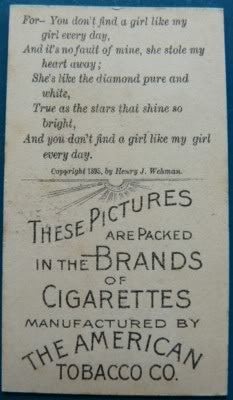 For— You don't find a girl like my
girl every day,
And it's no fault of mine, she stole my
heart away;
She's like the diamond pure and
white,
True as the stars that shine so
bright,
And you don't find a girl like my girl
every day.
Copyright 1895, by Henry J. Wehman.
THESE PICTURES
ARE PACKED
IN THE BRANDS
OF
CIGARETTES
MANUFACTURED BY
THE AMERICAN
TOBACCO CO.